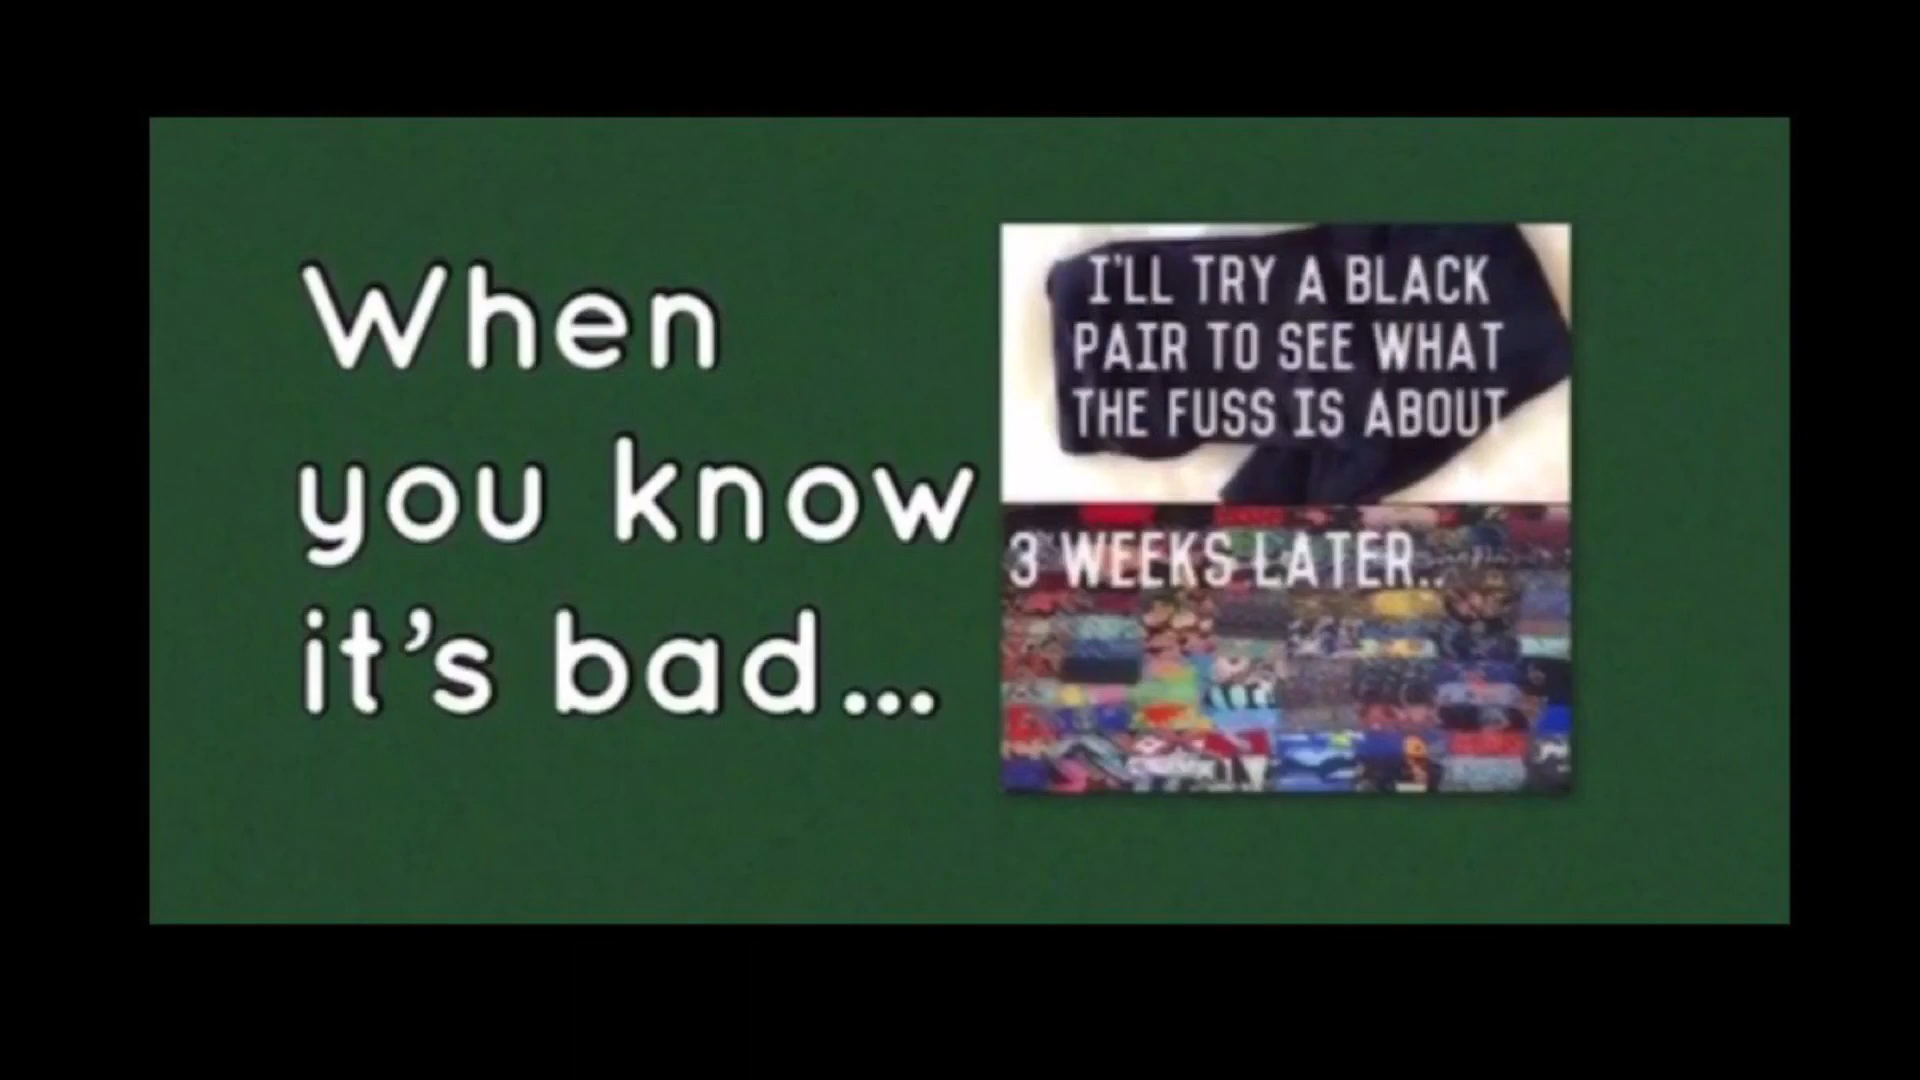 When
you know
it's bad...
I'LL TRY A BLACK
PAIR TO SEE WHAT
THE FUSS IS ABOUT
3 WEEKS LATER..